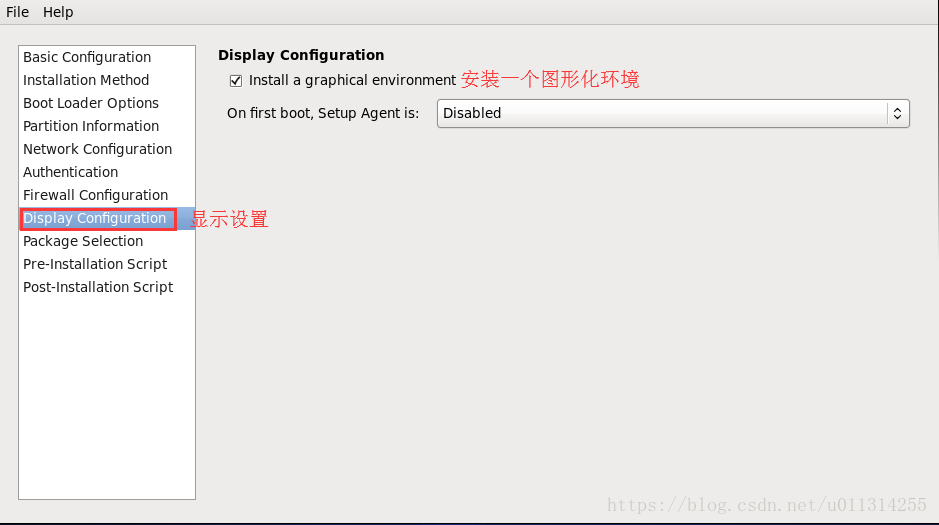 File Help
Basic Configuration
Installation Method
Boot Loader Options
Partition Information
Network Configuration
Authentication
Firewall Configuration
Display Configuration 显示设置
Package Selection
Pre-Installation Script
Post-Installation Script
Display Configuration
Install a graphical environment 安装一个图形化环境
On first boot, Setup Agent is: Disabled
https://blog.csdn.net/u011314255